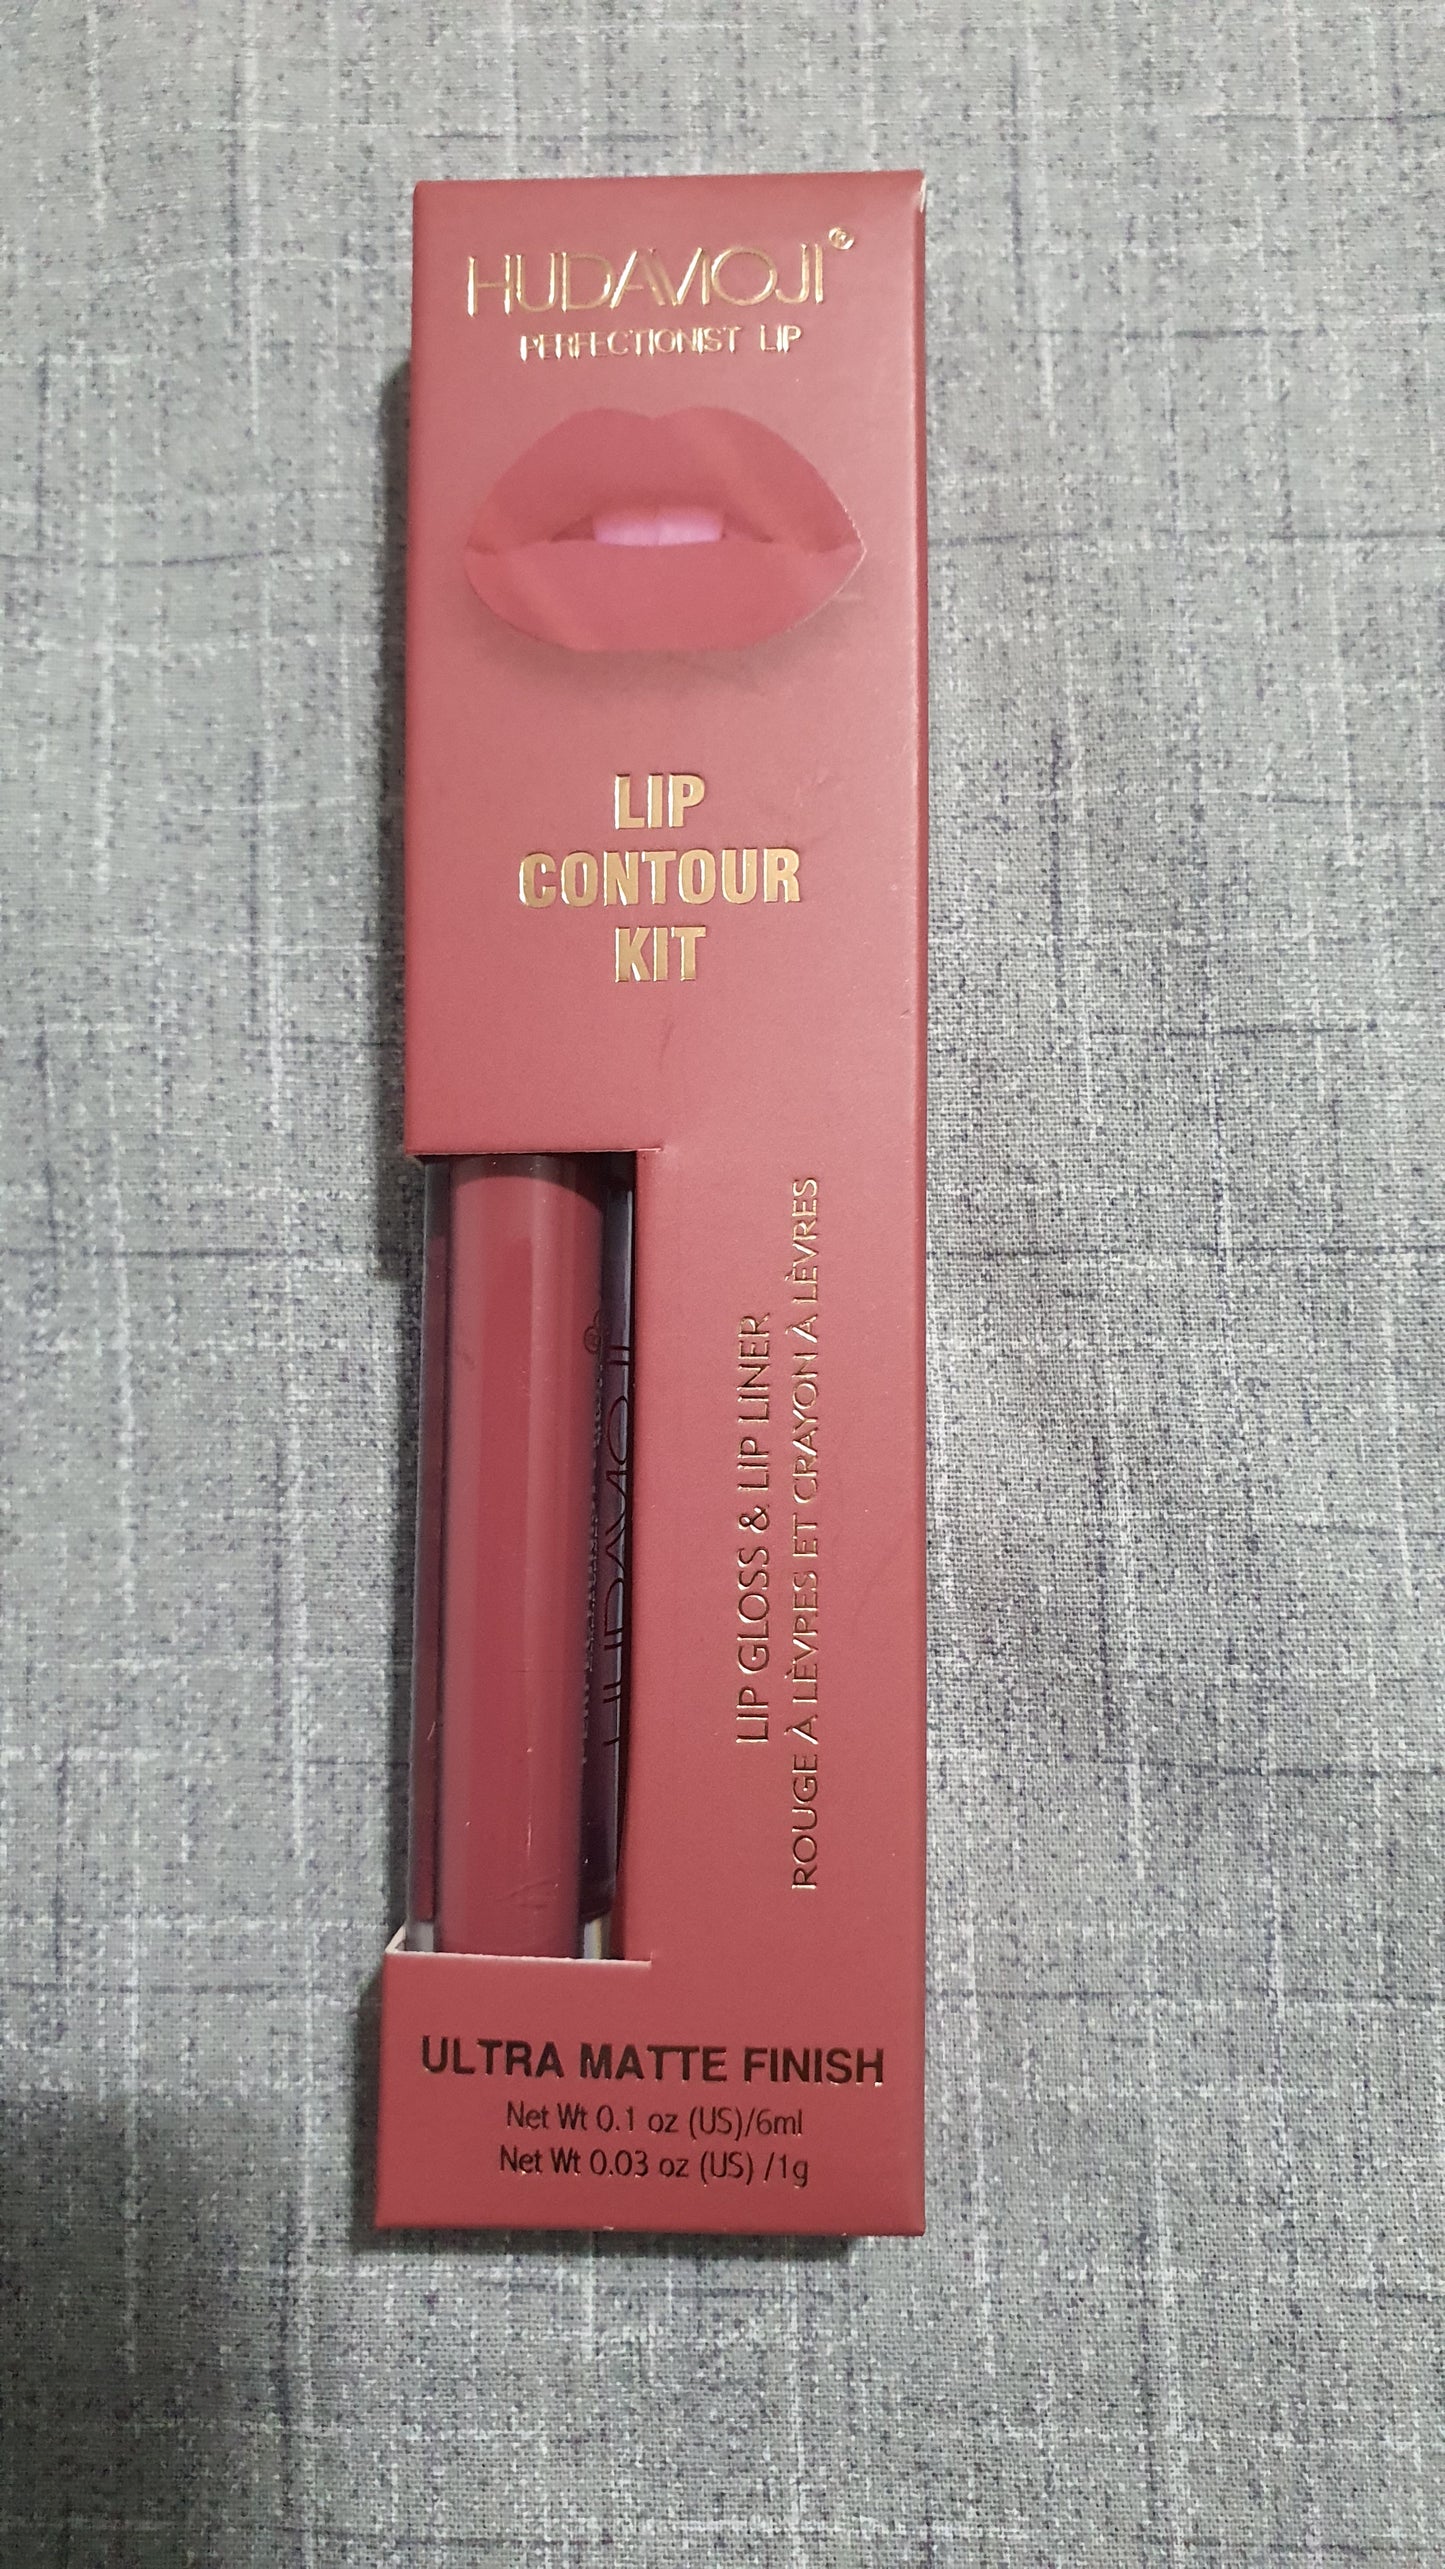 HUDAMOJI®
PERFECTIONIST LIP
LIP
CONTOUR
KIT
LIP GLOSS & LIP LINER
ROUGE À LÈVRES ET CRAYON À LÈVRES
HUDAMOJI
ULTRA MATTE FINISH
Net Wt 0.1 oz (US)/6ml
Net Wt 0.03 oz (US) /1g